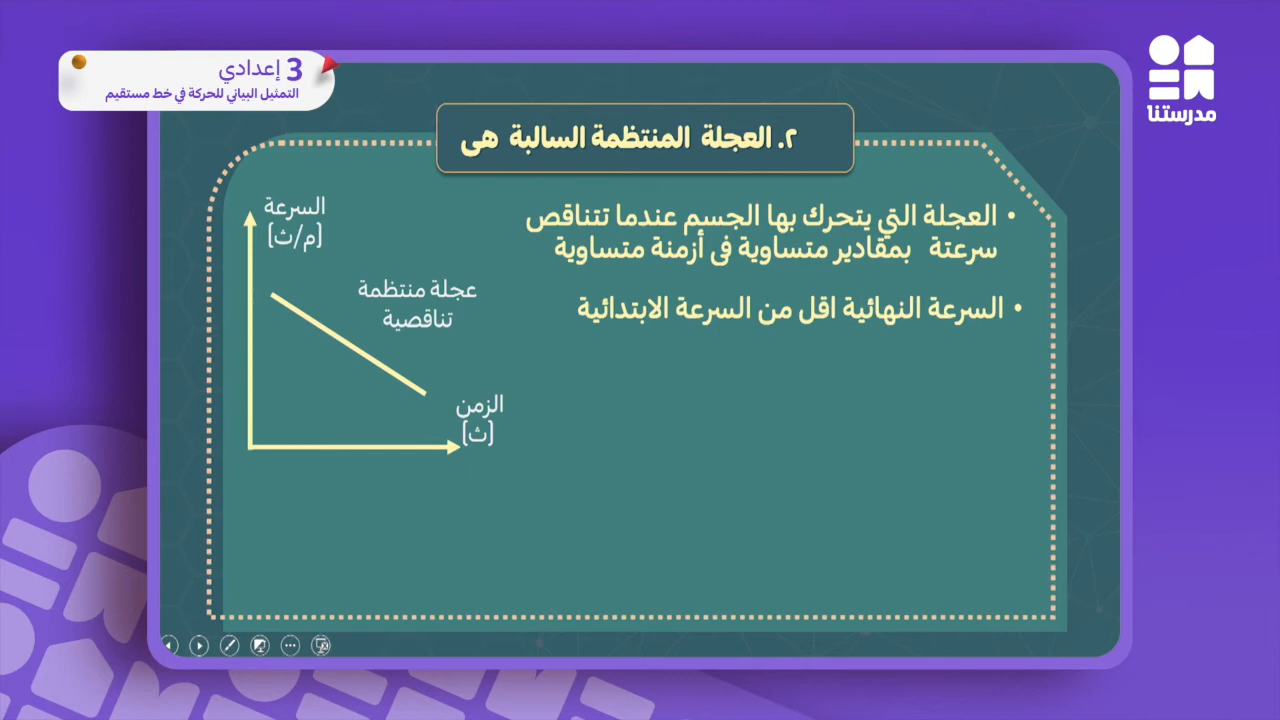 3 إعدادي
التمثيل البياني للحركة في خط مستقيم
مدرستنا
٢. العجلة المنتظمة السالبة هى
• العجلة التي يتحرك بها الجسم عندما تتناقص
سرعتة بمقادير متساوية فى أزمنة متساوية
• السرعة النهائية اقل من السرعة الابتدائية
السرعة
(م/ث)
عجلة منتظمة
تناقصية
الزمن
(ث)